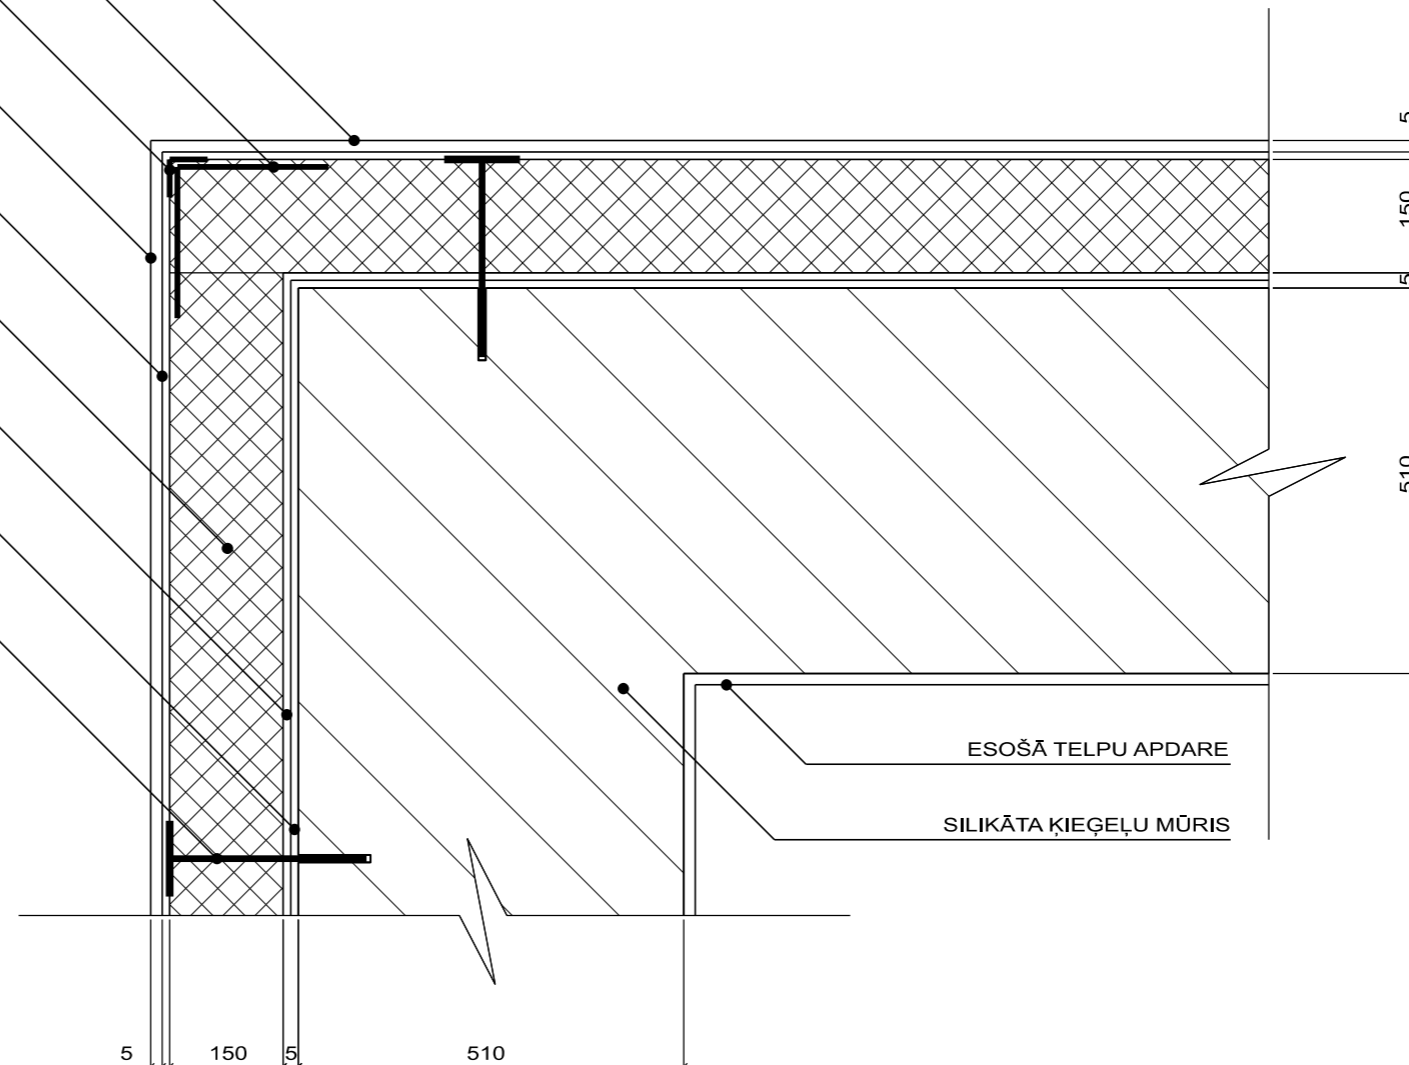 5
150
5
510
ESOŠĀ TELPU APDARE
SILIKĀTA ĶIEĢEĻU MŪRIS
5 150 5 510